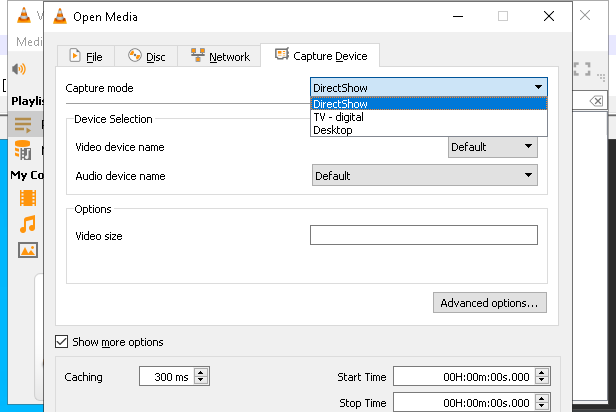 V
Open Media
Medi
File
Disc
Network
Capture Device
Capture mode
DirectShow
DirectShow
TV - digital
Desktop
Playlis
Device Selection
Video device name
Default
My Co
Audio device name
Default
Options
Video size
Advanced options...
Show more options
Caching
300 ms
Start Time
00H:00m:00s.000
Stop Time
00H:00m:00s.000